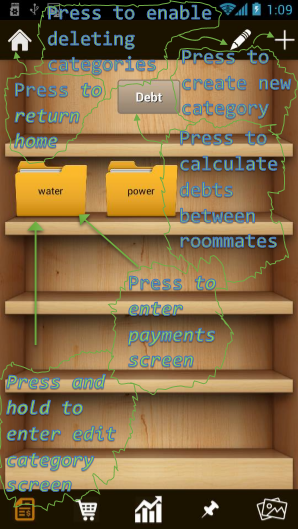 Press to enable
deleting
categories
1:09
Press to
return
home
Press to
create new
category
Debt
Press to
calculate
debts
between
roommates
water
power
Press to
enter
payments
screen
Press and
hold to
enter edit
category
screen